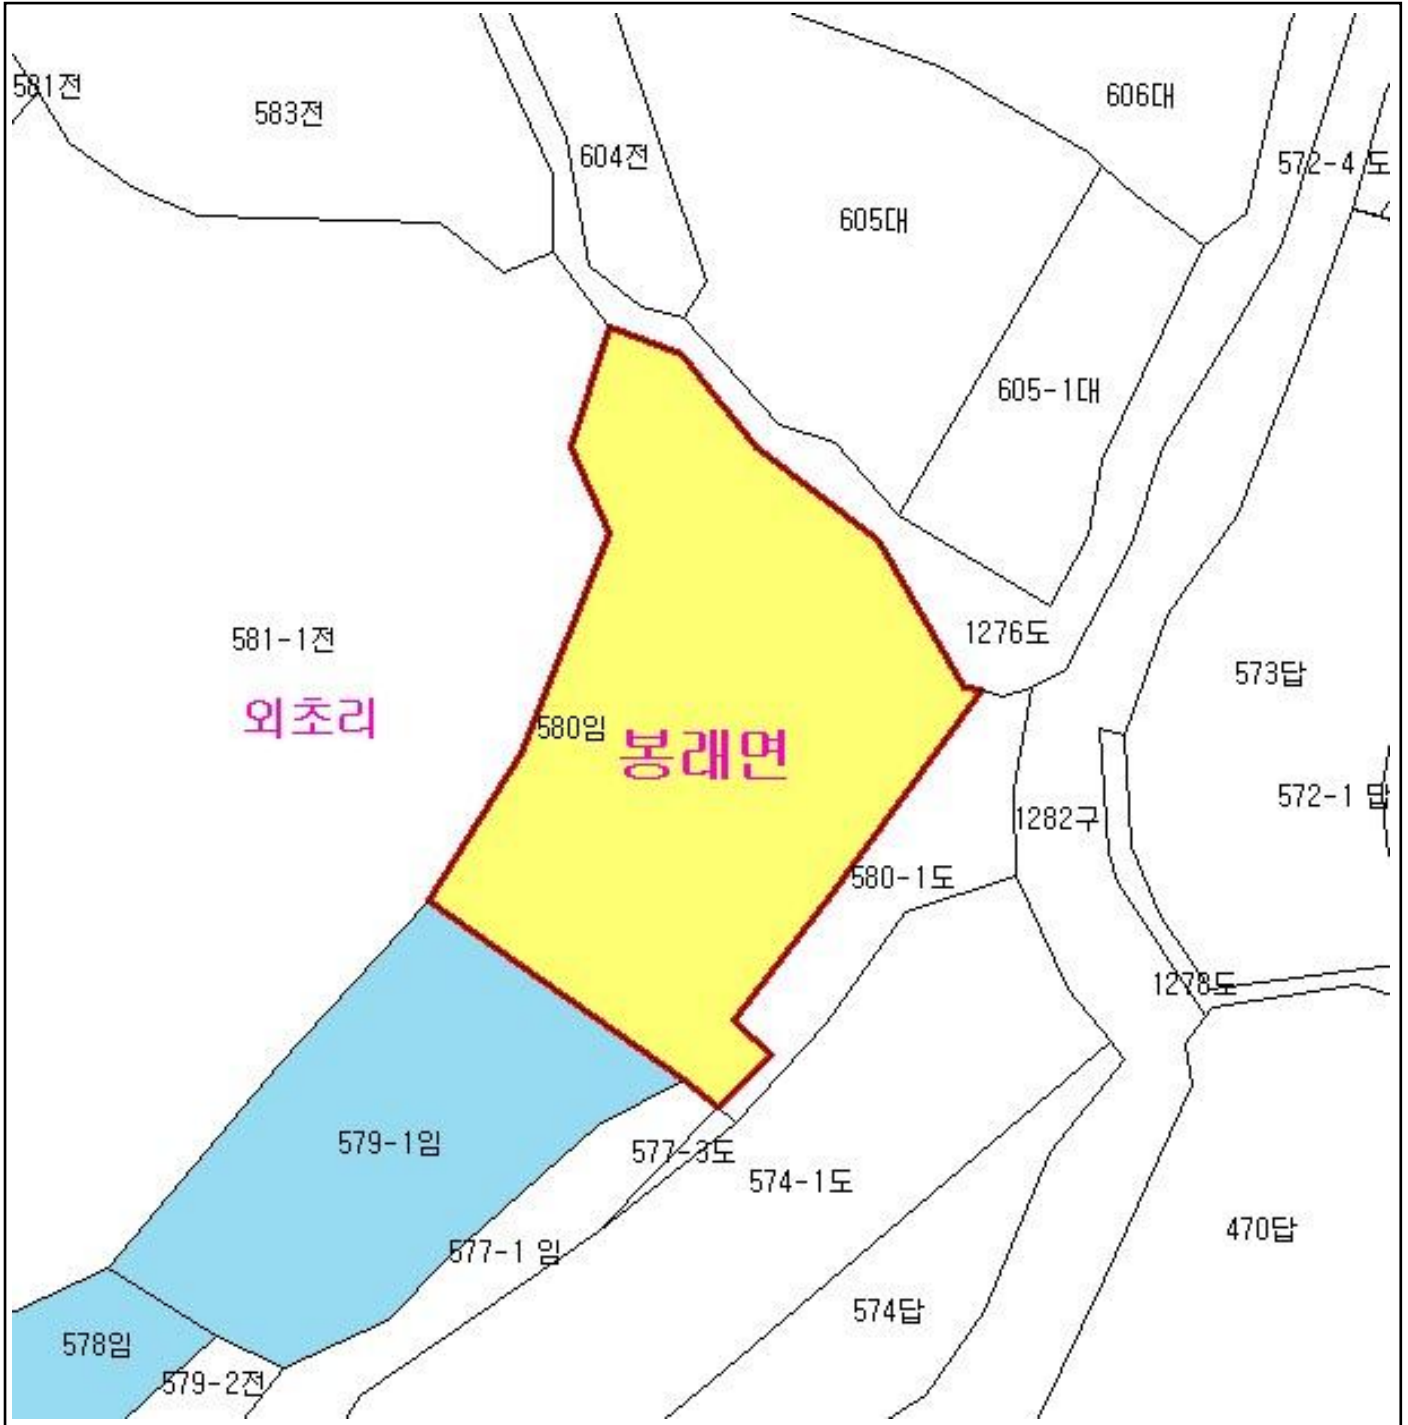 581전
583전
606대
604전
572-4 도
605대
605-1대
1276도
581-1전
573답
외초리
580임
봉래면
572-1 답
1282구
580-1도
1278도
579-1임
577-3도
574-1도
470답
577-1 임
574답
578임
579-2전